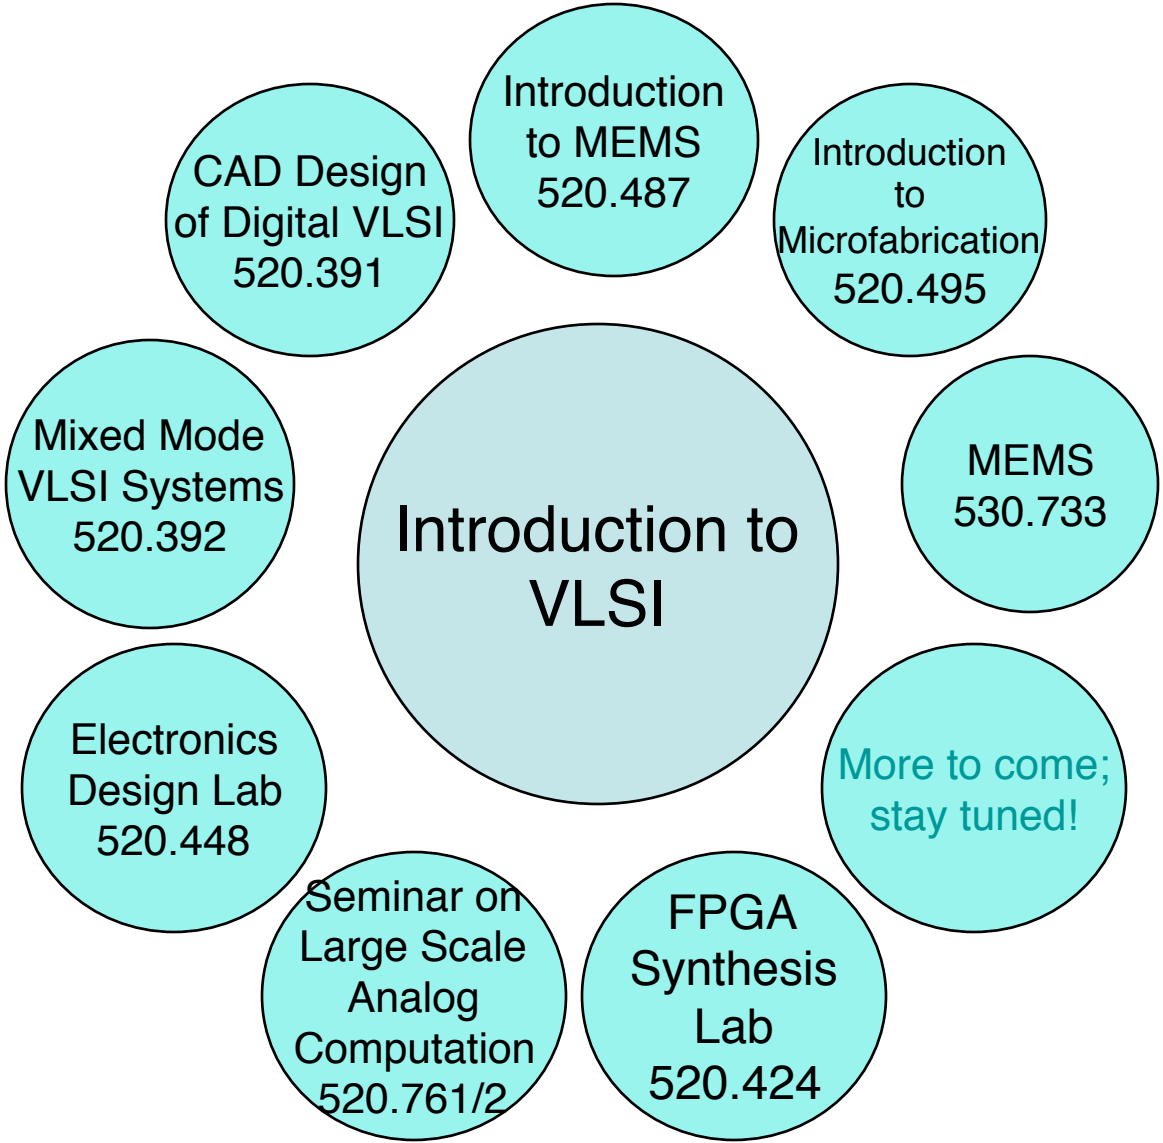 Introduction
to MEMS
520.487
Introduction
to
Microfabrication
520.495
CAD Design
of Digital VLSI
520.391
Mixed Mode
VLSI Systems
520.392
MEMS
530.733
Introduction to
VLSI
Electronics
Design Lab
520.448
More to come;
stay tuned!
Seminar on
Large Scale
Analog
Computation
520.761/2
FPGA
Synthesis
Lab
520.424